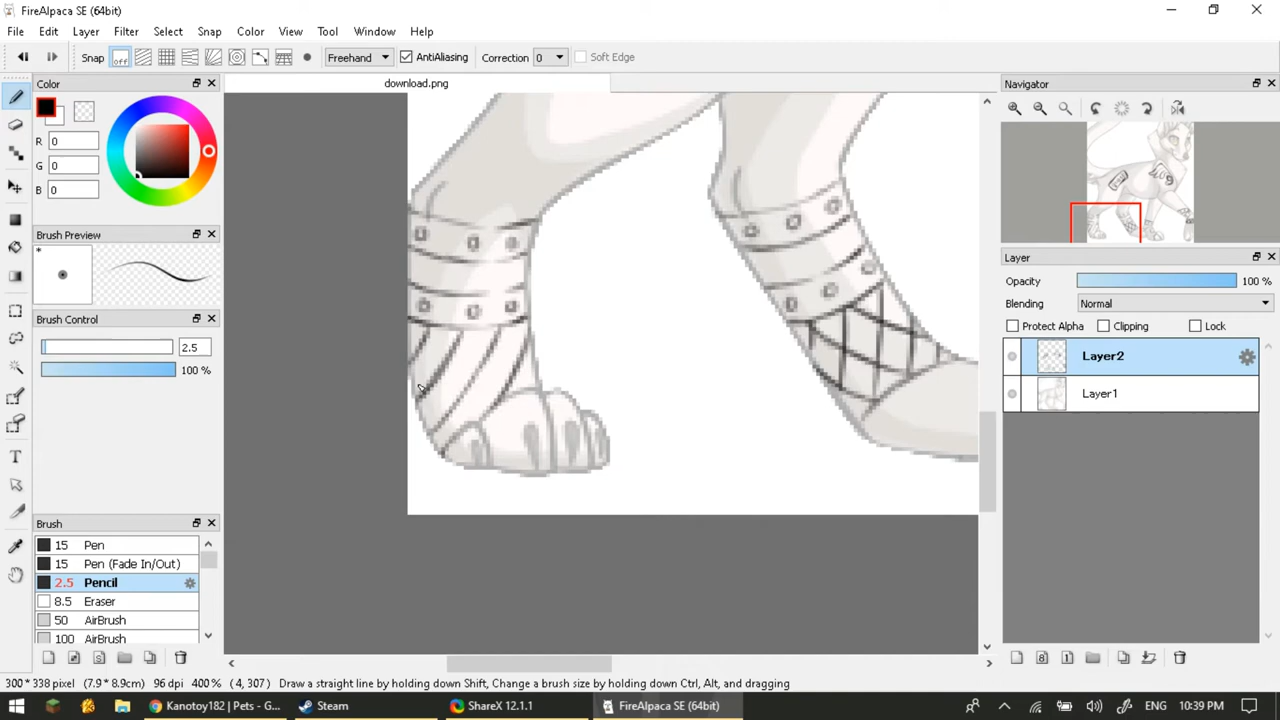 FireAlpaca SE (64bit)
File Edit Layer Filter Select Snap Color View Tool Window Help
Snap off Freehand AntiAliasing Correction 0 Soft Edge
Color
R 0
G 0
B 0
Brush Preview
*
Brush Control
2.5
100 %
Brush
15 Pen
15 Pen (Fade In/Out)
2.5 Pencil
8.5 Eraser
50 AirBrush
100 AirBrush
download.png
Navigator
Layer
Opacity 100 %
Blending Normal
Protect Alpha Clipping Lock
Layer2
Layer1
300 * 338 pixel (7.9 * 8.9cm) 96 dpi 400 % ( 4, 307) Draw a straight line by holding down Shift, Change a brush size by holding down Ctrl, Alt, and dragging
Kanotoy182 | Pets - G... Steam ShareX 12.1.1 FireAlpaca SE (64bit) 10:39 PM